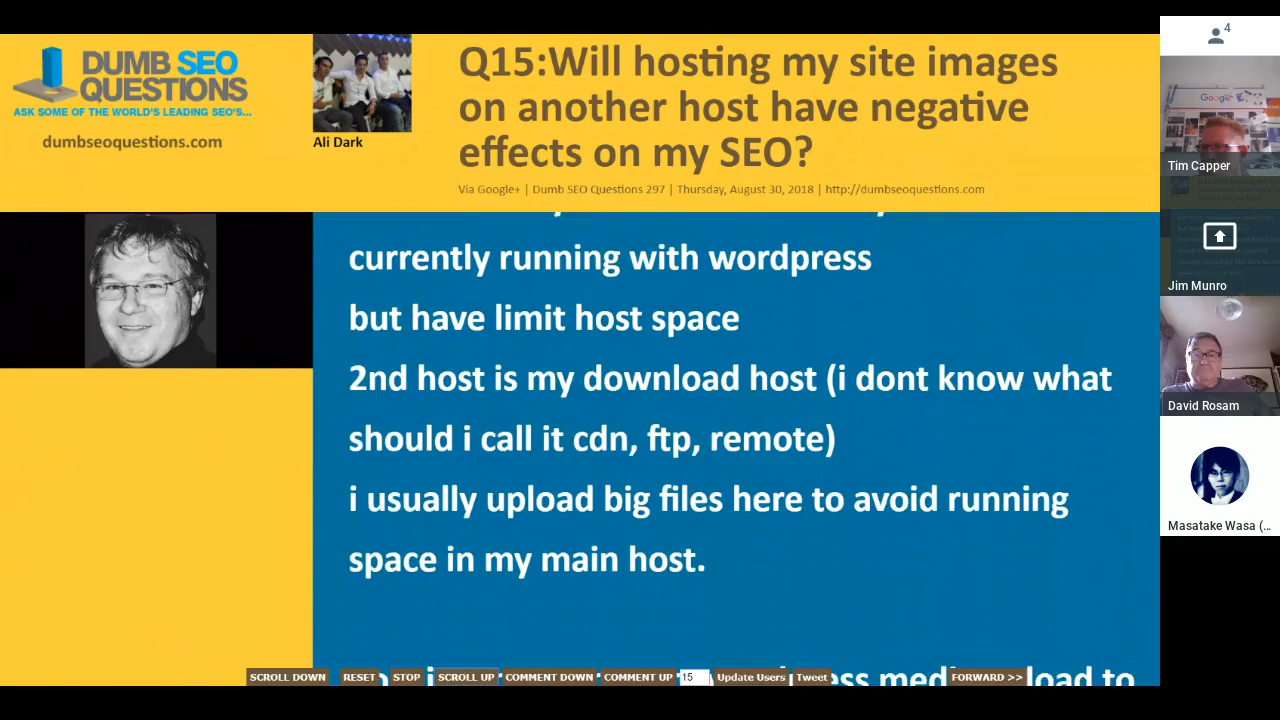 DUMB SEO
QUESTIONS
ASK SOME OF THE WORLD'S LEADING SEO'S...
dumbseoquestions.com
Ali Dark
Q15:Will hosting my site images
on another host have negative
effects on my SEO?
Via Google+ | Dumb SEO Questions 297 | Thursday, August 30, 2018 | http://dumbseoquestions.com
currently running with wordpress
but have limit host space
2nd host is my download host (i dont know what
should i call it cdn, ftp, remote)
i usually upload big files here to avoid running
space in my main host.
load to
SCROLL DOWN
RESET
STOP
SCROLL UP
COMMENT DOWN
COMMENT UP
15
Update Users
Tweet
FORWARD >>
4
Google
Tim Capper
Jim Munro
David Rosam
Masatake Wasa (...